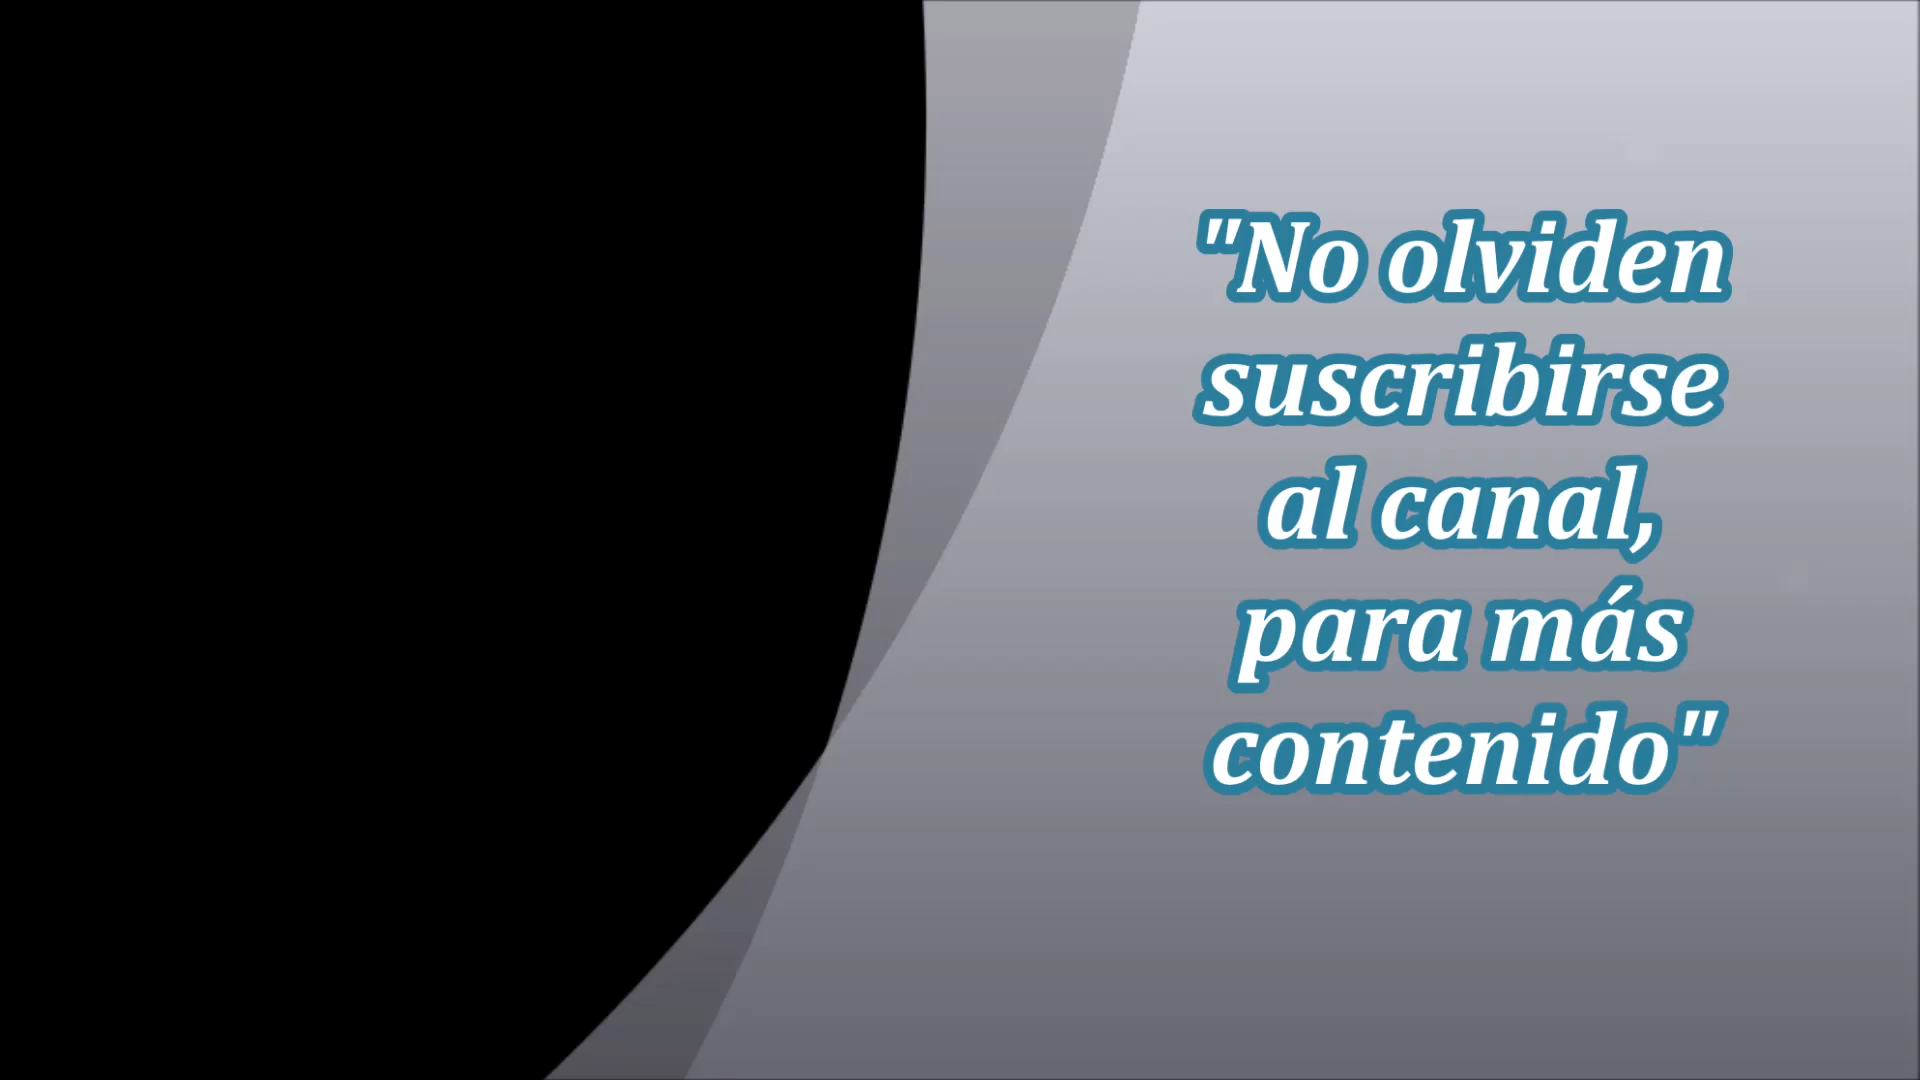 "No olviden
suscribirse
al canal,
para más
contenido"